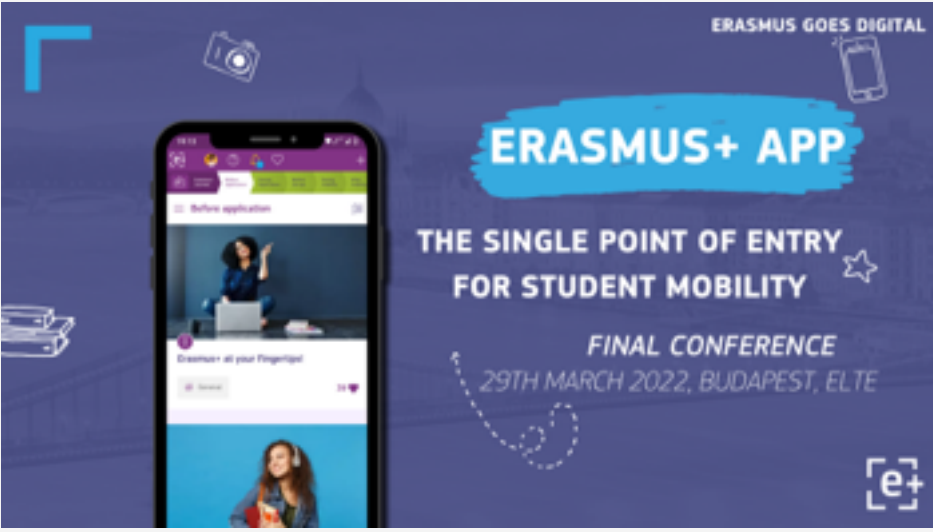 ERASMUS GOES DIGITAL
ERASMUS+ APP
THE SINGLE POINT OF ENTRY
FOR STUDENT MOBILITY
FINAL CONFERENCE
29TH MARCH 2022, BUDAPEST, ELTE
Before application
Erasmus+ at your fingertips!
General
e+